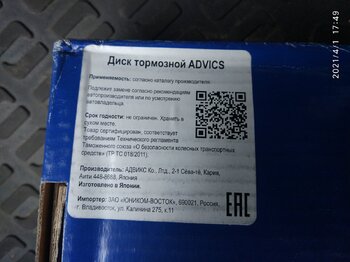 Диск тормозной ADVICS
Применяемость: согласно каталогу производителя.
Подлежит замене согласно рекомендациям
автопроизводителя или по усмотрению
автовладельца
Срок годности: не ограничен. Хранить в
сухом месте.
Товар сертифицирован, соответствует
требованиям Технического регламента
Таможенного союза «О безопасности колесных транспортных
средств» (ТР ТС 018/2011).
Производитель: АДВИКС Ко., Лтд., 2-1 Сёва-тё, Кария,
Аити 448-8688, Япония
Изготовлено в Японии.
Импортер: ЗАО «ЮНИКОМ-ВОСТОК», 690021, Россия,
г. Владивосток, ул. Калинина 275, к.11
EAC
2021/4/1 17:49